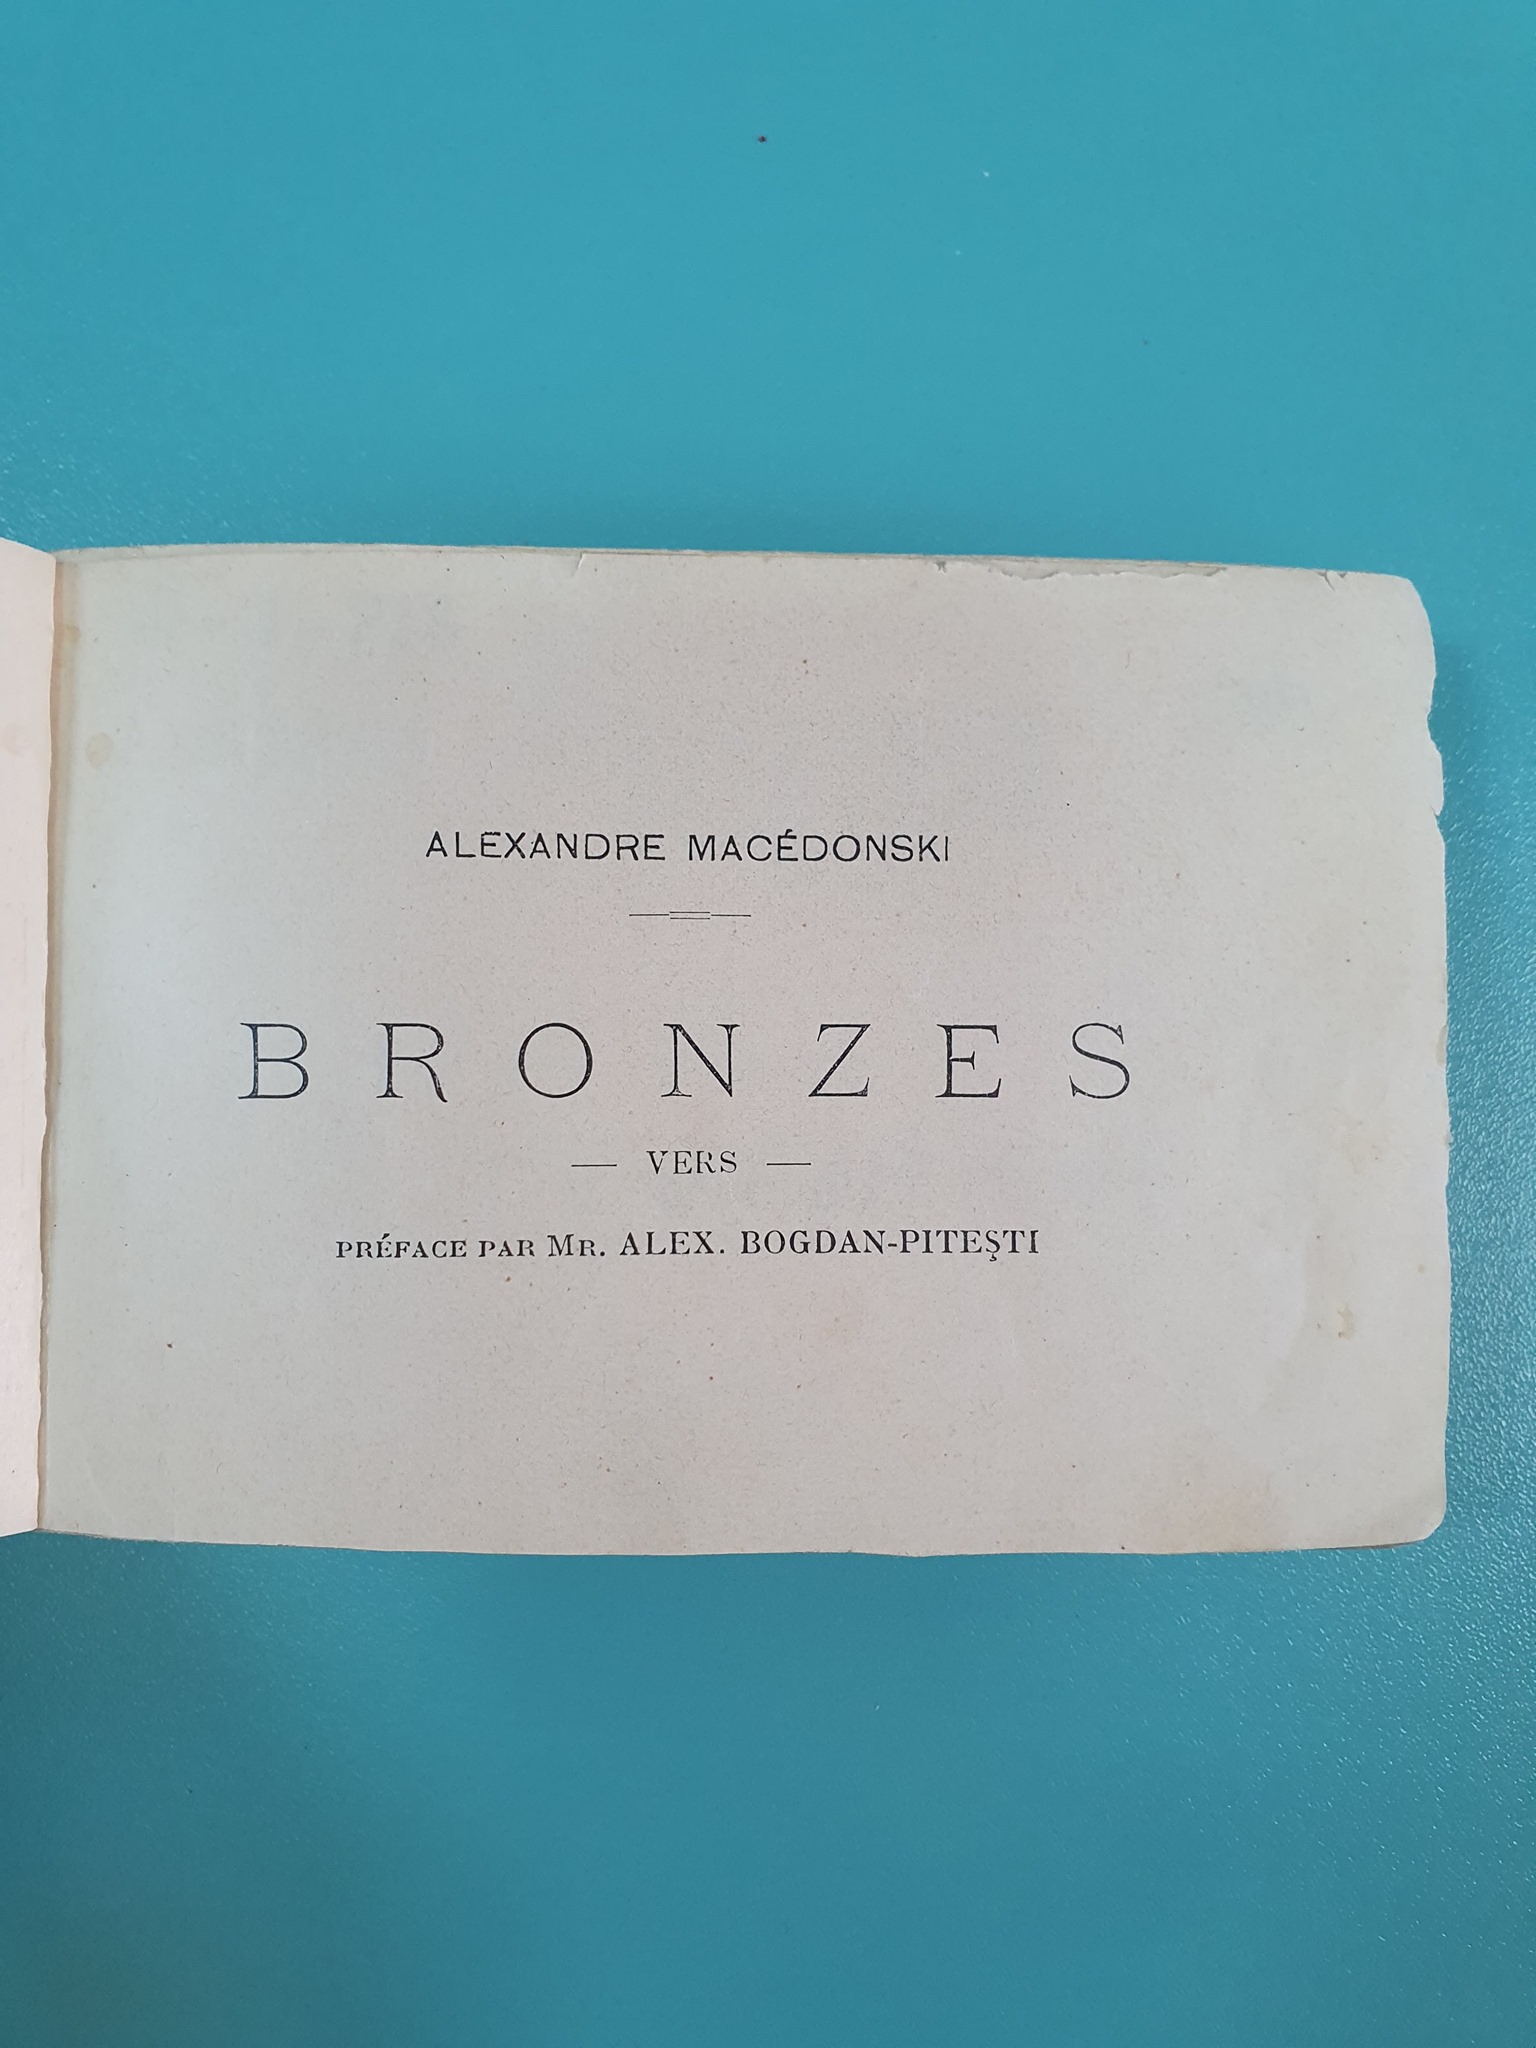 ALEXANDRE MACÉDONSKI
BRONZES
— VERS —
PRÉFACE PAR MR. ALEX. BOGDAN-PITEŞTI